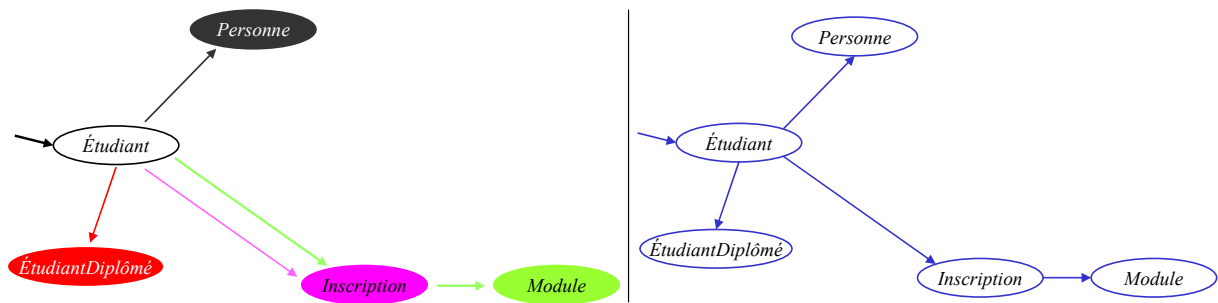 Personne
Étudiant
ÉtudiantDiplômé
Inscription
Module
Personne
Étudiant
ÉtudiantDiplômé
Inscription
Module